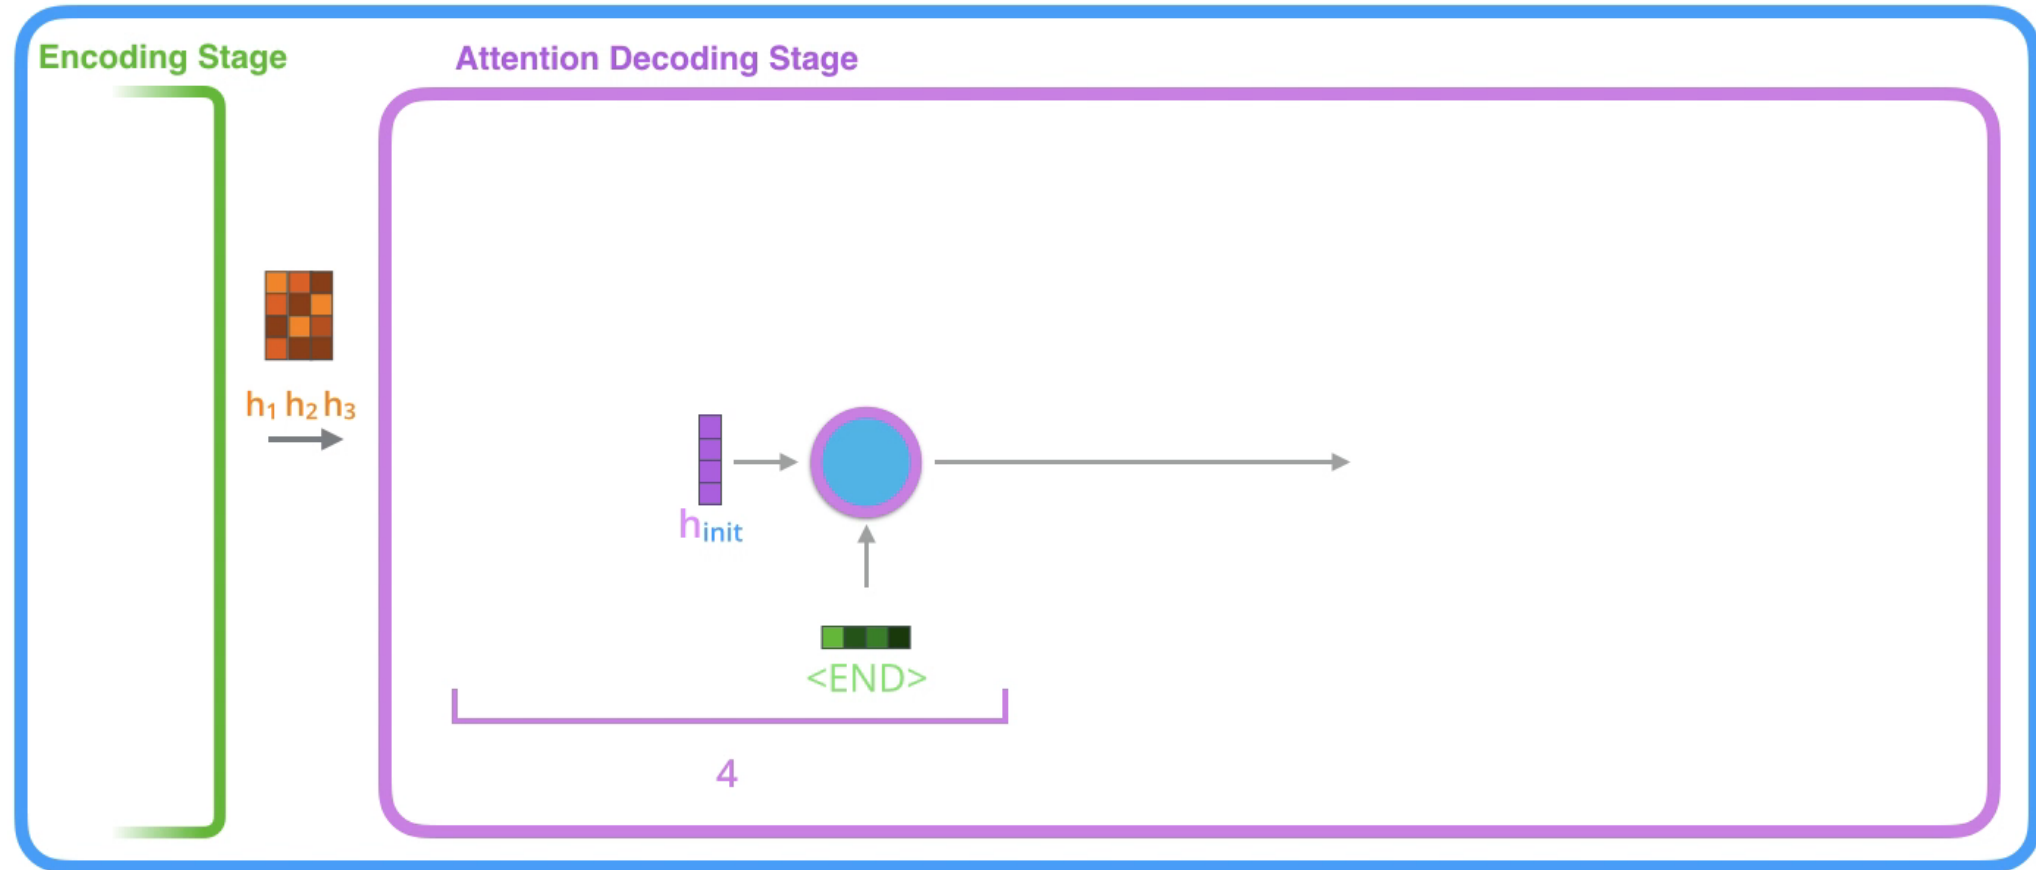 Encoding Stage
Attention Decoding Stage
h1 h2 h3
hinit
<END>
4